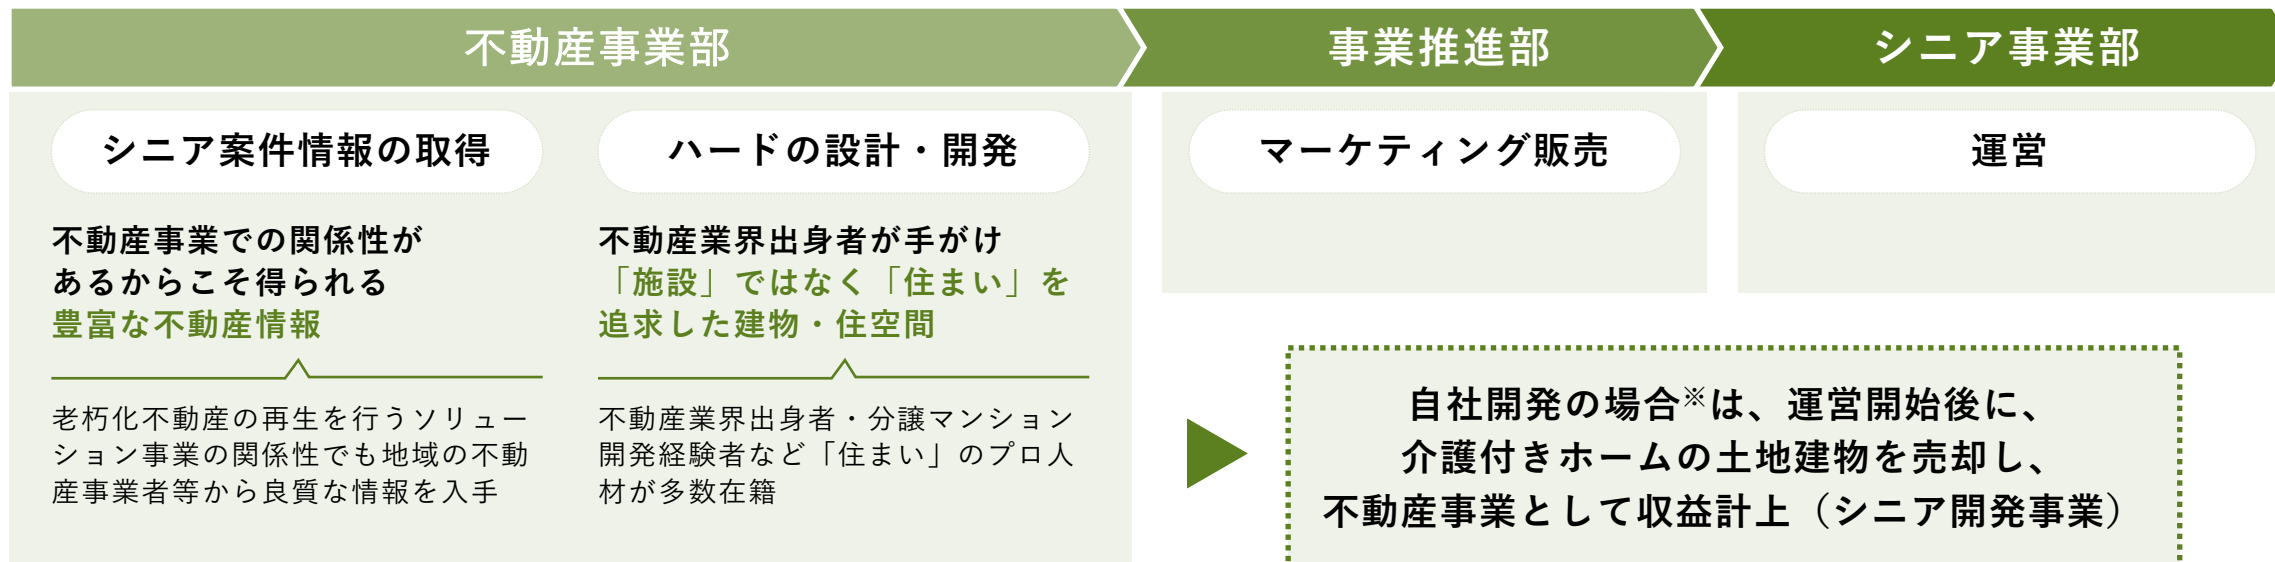 不動産事業部
事業推進部
シニア事業部
シニア案件情報の取得
ハードの設計・開発
マーケティング販売
運営
不動産事業での関係性が
あるからこそ得られる
豊富な不動産情報
老朽化不動産の再生を行うソリュー
ション事業の関係性でも地域の不動
産事業者等から良質な情報を入手
不動産業界出身者が手がけ
「施設」ではなく「住まい」を
追求した建物・住空間
不動産業界出身者・分譲マンション
開発経験者など「住まい」のプロ人
材が多数在籍
自社開発の場合※は、運営開始後に、
介護付きホームの土地建物を売却し、
不動産事業として収益計上（シニア開発事業）